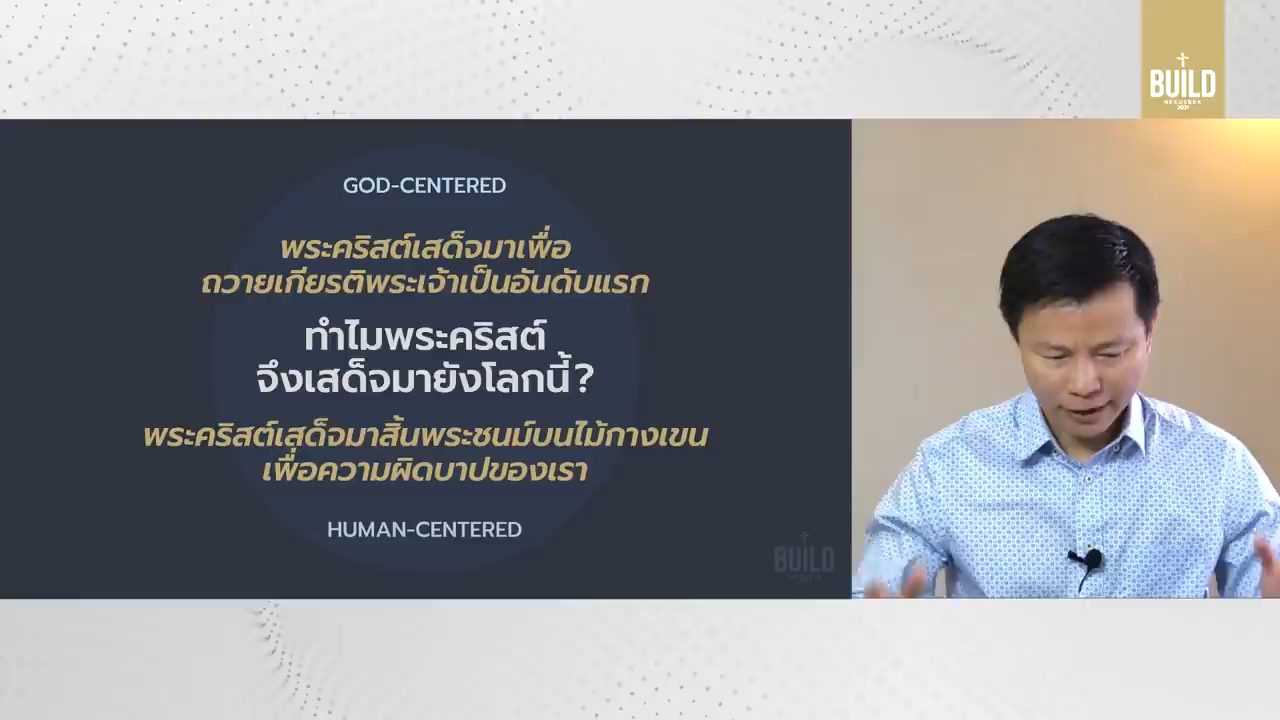 BUILD
NEXUSBKK
2021
GOD-CENTERED
พระคริสต์เสด็จมาเพื่อ
ถวายเกียรติพระเจ้าเป็นอันดับแรก
ทำไมพระคริสต์
จึงเสด็จมายังโลกนี้?
พระคริสต์เสด็จมาสิ้นพระชนม์บนไม้กางเขน
เพื่อความผิดบาปของเรา
HUMAN-CENTERED
BUILD